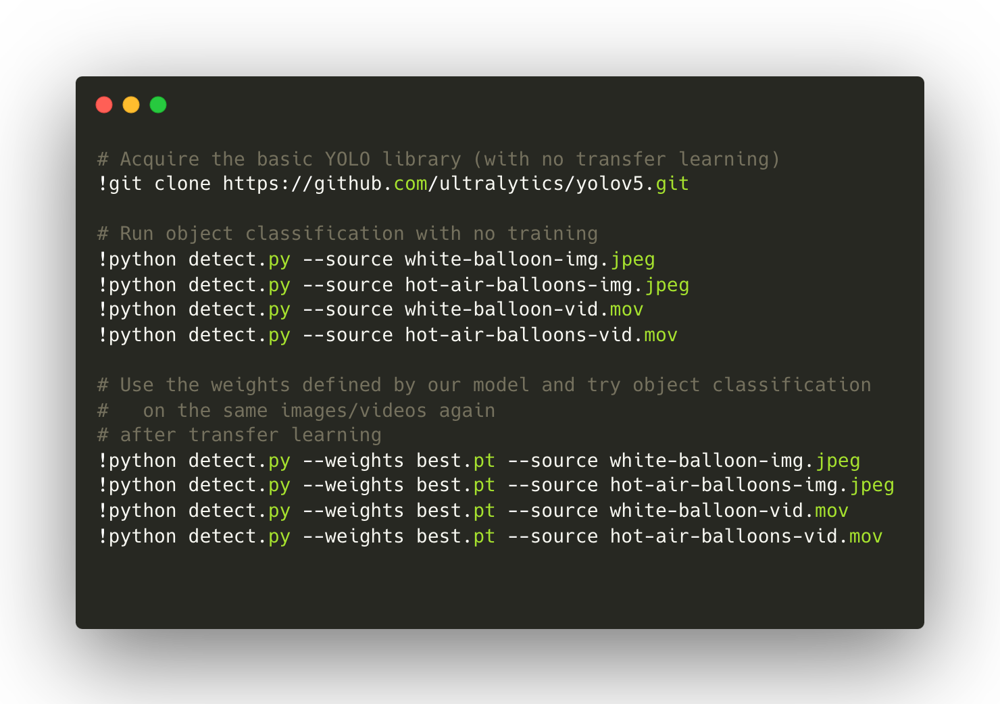 # Acquire the basic YOLO library (with no transfer learning)
!git clone https://github.com/ultralytics/yolov5.git
# Run object classification with no training
!python detect.py --source white-balloon-img.jpeg
!python detect.py --source hot-air-balloons-img.jpeg
!python detect.py --source white-balloon-vid.mov
!python detect.py --source hot-air-balloons-vid.mov
# Use the weights defined by our model and try object classification
#   on the same images/videos again
# after transfer learning
!python detect.py --weights best.pt --source white-balloon-img.jpeg
!python detect.py --weights best.pt --source hot-air-balloons-img.jpeg
!python detect.py --weights best.pt --source white-balloon-vid.mov
!python detect.py --weights best.pt --source hot-air-balloons-vid.mov